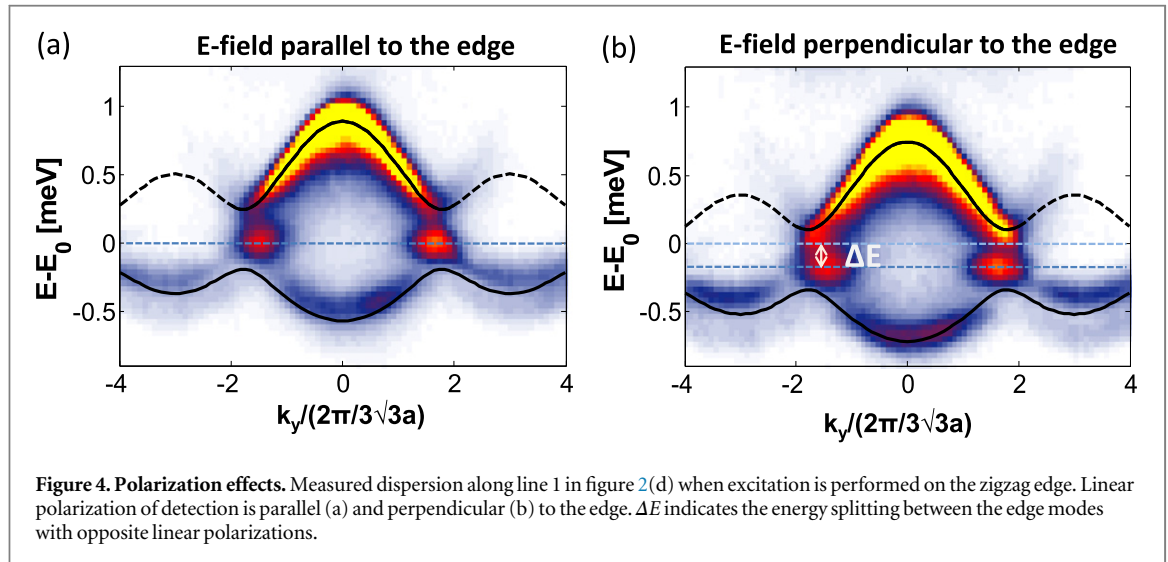 (a)
E-field parallel to the edge
E-E0 [meV]
1
0.5
0
-0.5
-4
-2
0
2
4
ky/(2π/3√3a)
(b)
E-field perpendicular to the edge
E-E0 [meV]
1
0.5
0
-0.5
ΔE
-4
-2
0
2
4
ky/(2π/3√3a)
Figure 4. Polarization effects. Measured dispersion along line 1 in figure 2(d) when excitation is performed on the zigzag edge. Linear
polarization of detection is parallel (a) and perpendicular (b) to the edge. ΔE indicates the energy splitting between the edge modes
with opposite linear polarizations.